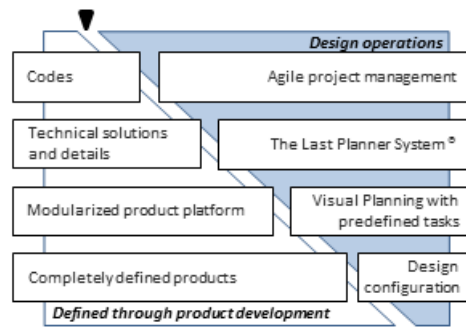 Design operations
Codes
Agile project management
Technical solutions
and details
The Last Planner System®
Modularized product platform
Visual Planning with
predefined tasks
Completely defined products
Design
configuration
Defined through product development